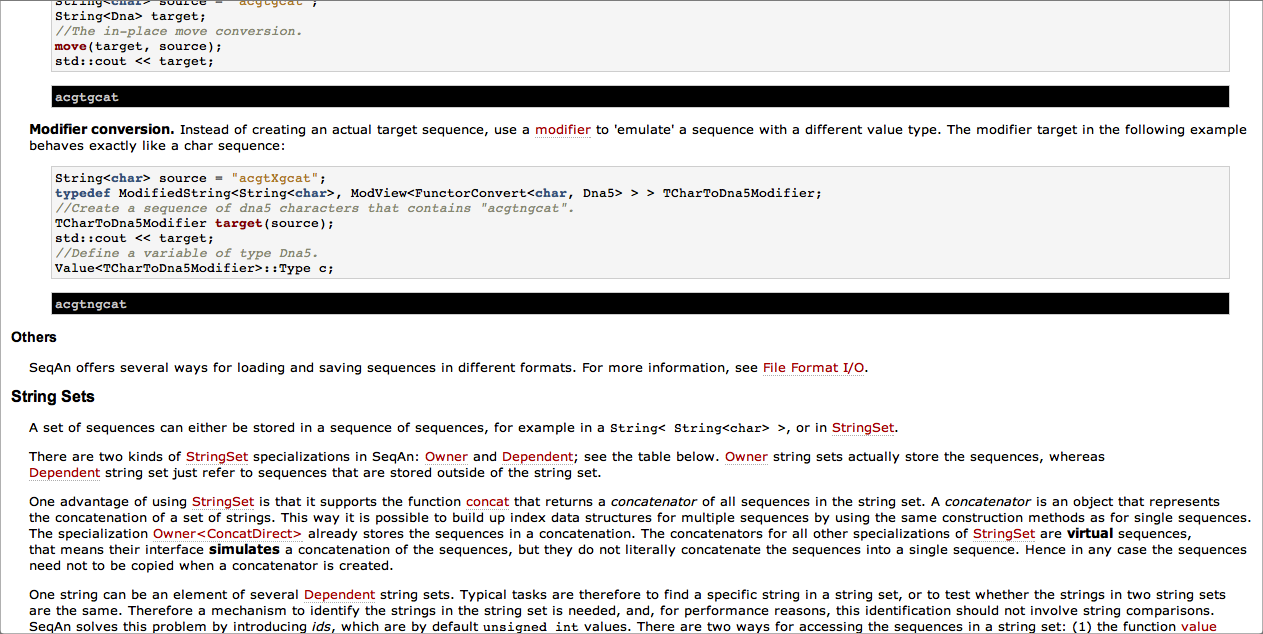 String<char> source = "acgtgcat";
String<Dna> target;
//The in-place move conversion.
move(target, source);
std::cout << target;
acgtgcat
Modifier conversion. Instead of creating an actual target sequence, use a modifier to 'emulate' a sequence with a different value type. The modifier target in the following example
behaves exactly like a char sequence:
String<char> source = "acgtXgcat";
typedef ModifiedString<String<char>, ModView<FunctorConvert<char, Dna5> > > TCharToDna5Modifier;
//Create a sequence of dna5 characters that contains "acgtngcat".
TCharToDna5Modifier target(source);
std::cout << target;
//Define a variable of type Dna5.
Value<TCharToDna5Modifier>::Type c;
acgtngcat
Others
SeqAn offers several ways for loading and saving sequences in different formats. For more information, see File Format I/O.
String Sets
A set of sequences can either be stored in a sequence of sequences, for example in a String< String<char> >, or in StringSet.
There are two kinds of StringSet specializations in SeqAn: Owner and Dependent; see the table below. Owner string sets actually store the sequences, whereas
Dependent string set just refer to sequences that are stored outside of the string set.
One advantage of using StringSet is that it supports the function concat that returns a concatenator of all sequences in the string set. A concatenator is an object that represents
the concatenation of a set of strings. This way it is possible to build up index data structures for multiple sequences by using the same construction methods as for single sequences.
The specialization Owner<ConcatDirect> already stores the sequences in a concatenation. The concatenators for all other specializations of StringSet are virtual sequences,
that means their interface simulates a concatenation of the sequences, but they do not literally concatenate the sequences into a single sequence. Hence in any case the sequences
need not to be copied when a concatenator is created.
One string can be an element of several Dependent string sets. Typical tasks are therefore to find a specific string in a string set, or to test whether the strings in two string sets
are the same. Therefore a mechanism to identify the strings in the string set is needed, and, for performance reasons, this identification should not involve string comparisons.
SeqAn solves this problem by introducing ids, which are by default unsigned int values. There are two ways for accessing the sequences in a string set: (1) the function value